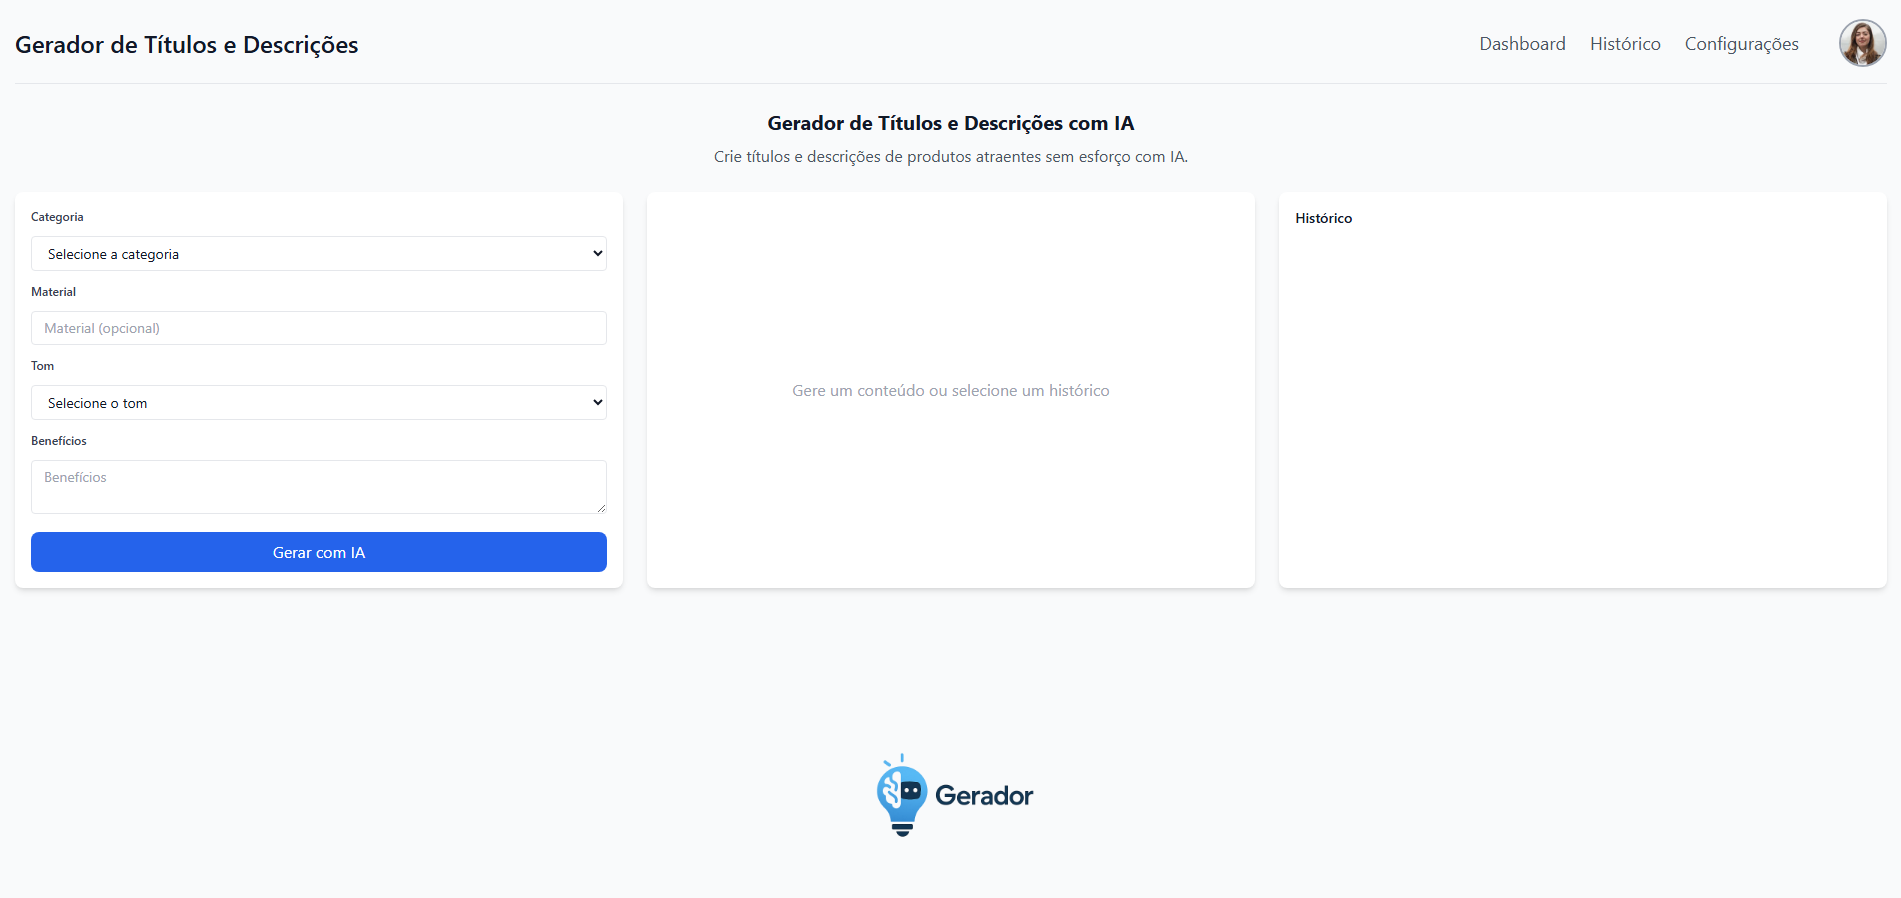 Gerador de Títulos e Descrições
Dashboard Histórico Configurações
Gerador de Títulos e Descrições com IA
Crie títulos e descrições de produtos atraentes sem esforço com IA.
Categoria
Selecione a categoria
Material
Material (opcional)
Tom
Selecione o tom
Benefícios
Benefícios
Gerar com IA
Gere um conteúdo ou selecione um histórico
Histórico
Gerador